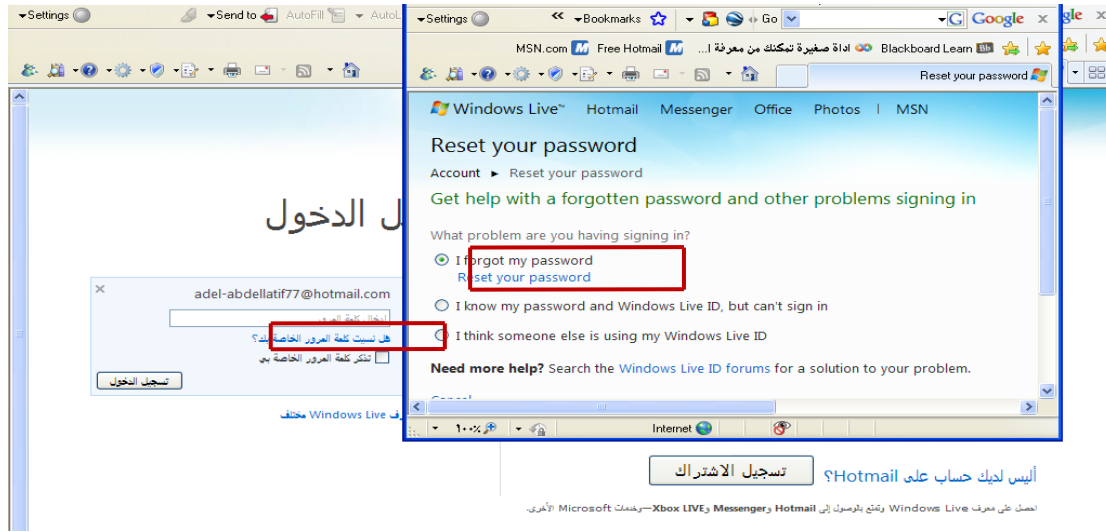 Settings
Send to
AutoFill
Settings
Bookmarks
Go
Google
MSN.com
Free Hotmail
اداة صغيرة تمكنك من معرفة ا...
Blackboard Learn
Reset your password
Windows Live™ Hotmail Messenger Office Photos | MSN
Reset your password
Account ► Reset your password
Get help with a forgotten password and other problems signing in
What problem are you having signing in?
I forgot my password
Reset your password
I know my password and Windows Live ID, but can't sign in
I think someone else is using my Windows Live ID
Need more help? Search the Windows Live ID forums for a solution to your problem.
١٠٠%
Internet
الدخول
adel-abdellatif77@hotmail.com
هل نسيت كلمة المرور الخاصة بك؟
تذكر كلمة المرور الخاصة بي
تسجيل الدخول
Windows Live مختلف
أليس لديك حساب على Hotmail؟
تسجيل الاشتراك
احصل على معرف Windows Live وتمتع بالوصول إلى Hotmail وMessenger وXbox LIVE—وخدمات Microsoft الأخرى.